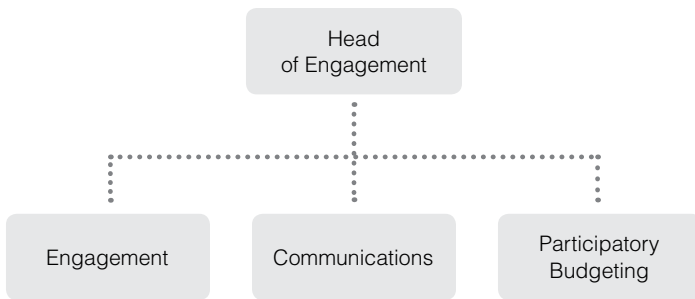 Head
of Engagement
Engagement
Communications
Participatory
Budgeting